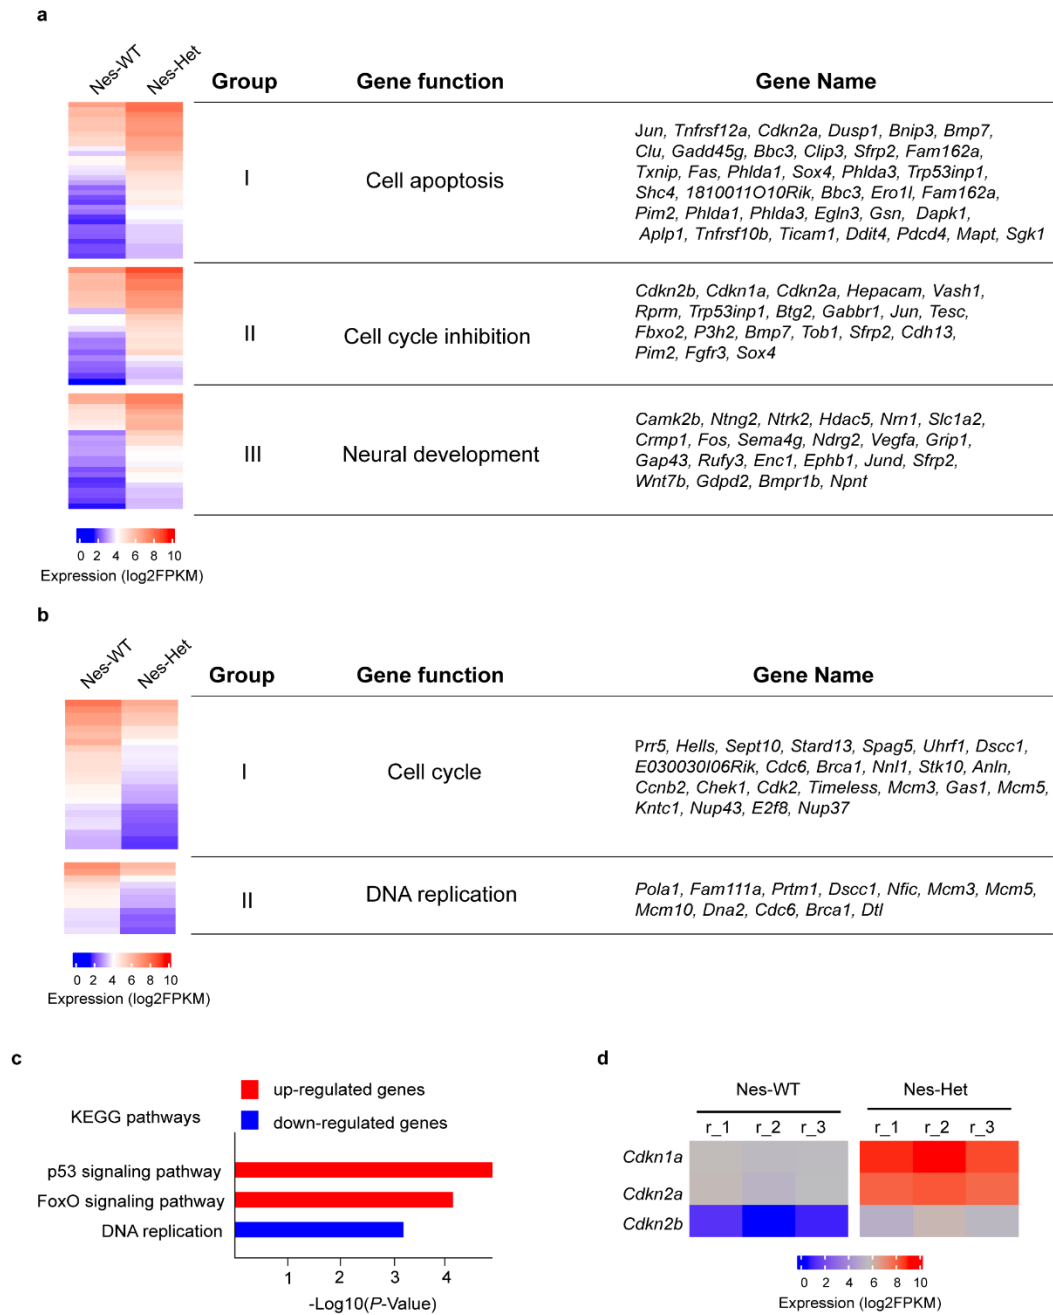 a
Nes-WT Nes-Het
Group Gene function Gene Name
I Cell apoptosis
Jun, Tnfrsf12a, Cdkn2a, Dusp1, Bnip3, Bmp7,
Clu, Gadd45g, Bbc3, Clip3, Sfrp2, Fam162a,
Txnip, Fas, Phlda1, Sox4, Phlda3, Trp53inp1,
Shc4, 1810011O10Rik, Bbc3, Ero1l, Fam162a,
Pim2, Phlda1, Phlda3, Egln3, Gsn, Dapk1,
Aplp1, Tnfrsf10b, Ticam1, Ddit4, Pdcd4, Mapt, Sgk1
II Cell cycle inhibition
Cdkn2b, Cdkn1a, Cdkn2a, Hepacam, Vash1,
Rprm, Trp53inp1, Btg2, Gabbr1, Jun, Tesc,
Fbxo2, P3h2, Bmp7, Tob1, Sfrp2, Cdh13,
Pim2, Fgfr3, Sox4
III Neural development
Camk2b, Ntng2, Ntrk2, Hdac5, Nrn1, Slc1a2,
Crmp1, Fos, Sema4g, Ndrg2, Vegfa, Grip1,
Gap43, Rufy3, Enc1, Ephb1, Jund, Sfrp2,
Wnt7b, Gdpd2, Bmpr1b, Npnt
0 2 4 6 8 10
Expression (log2FPKM)
b
Nes-WT Nes-Het
Group Gene function Gene Name
I Cell cycle
Prr5, Hells, Sept10, Stard13, Spag5, Uhrf1, Dscc1,
E030030I06Rik, Cdc6, Brca1, Nnl1, Stk10, Anln,
Ccnb2, Chek1, Cdk2, Timeless, Mcm3, Gas1, Mcm5,
Kntc1, Nup43, E2f8, Nup37
II DNA replication
Pola1, Fam111a, Prtm1, Dscc1, Nfic, Mcm3, Mcm5,
Mcm10, Dna2, Cdc6, Brca1, Dtl
0 2 4 6 8 10
Expression (log2FPKM)
c
up-regulated genes
KEGG pathways
down-regulated genes
p53 signaling pathway
FoxO signaling pathway
DNA replication
1 2 3 4
-Log10(P-Value)
d
Nes-WT Nes-Het
r_1 r_2 r_3 r_1 r_2 r_3
Cdkn1a
Cdkn2a
Cdkn2b
0 2 4 6 8 10
Expression (log2FPKM)